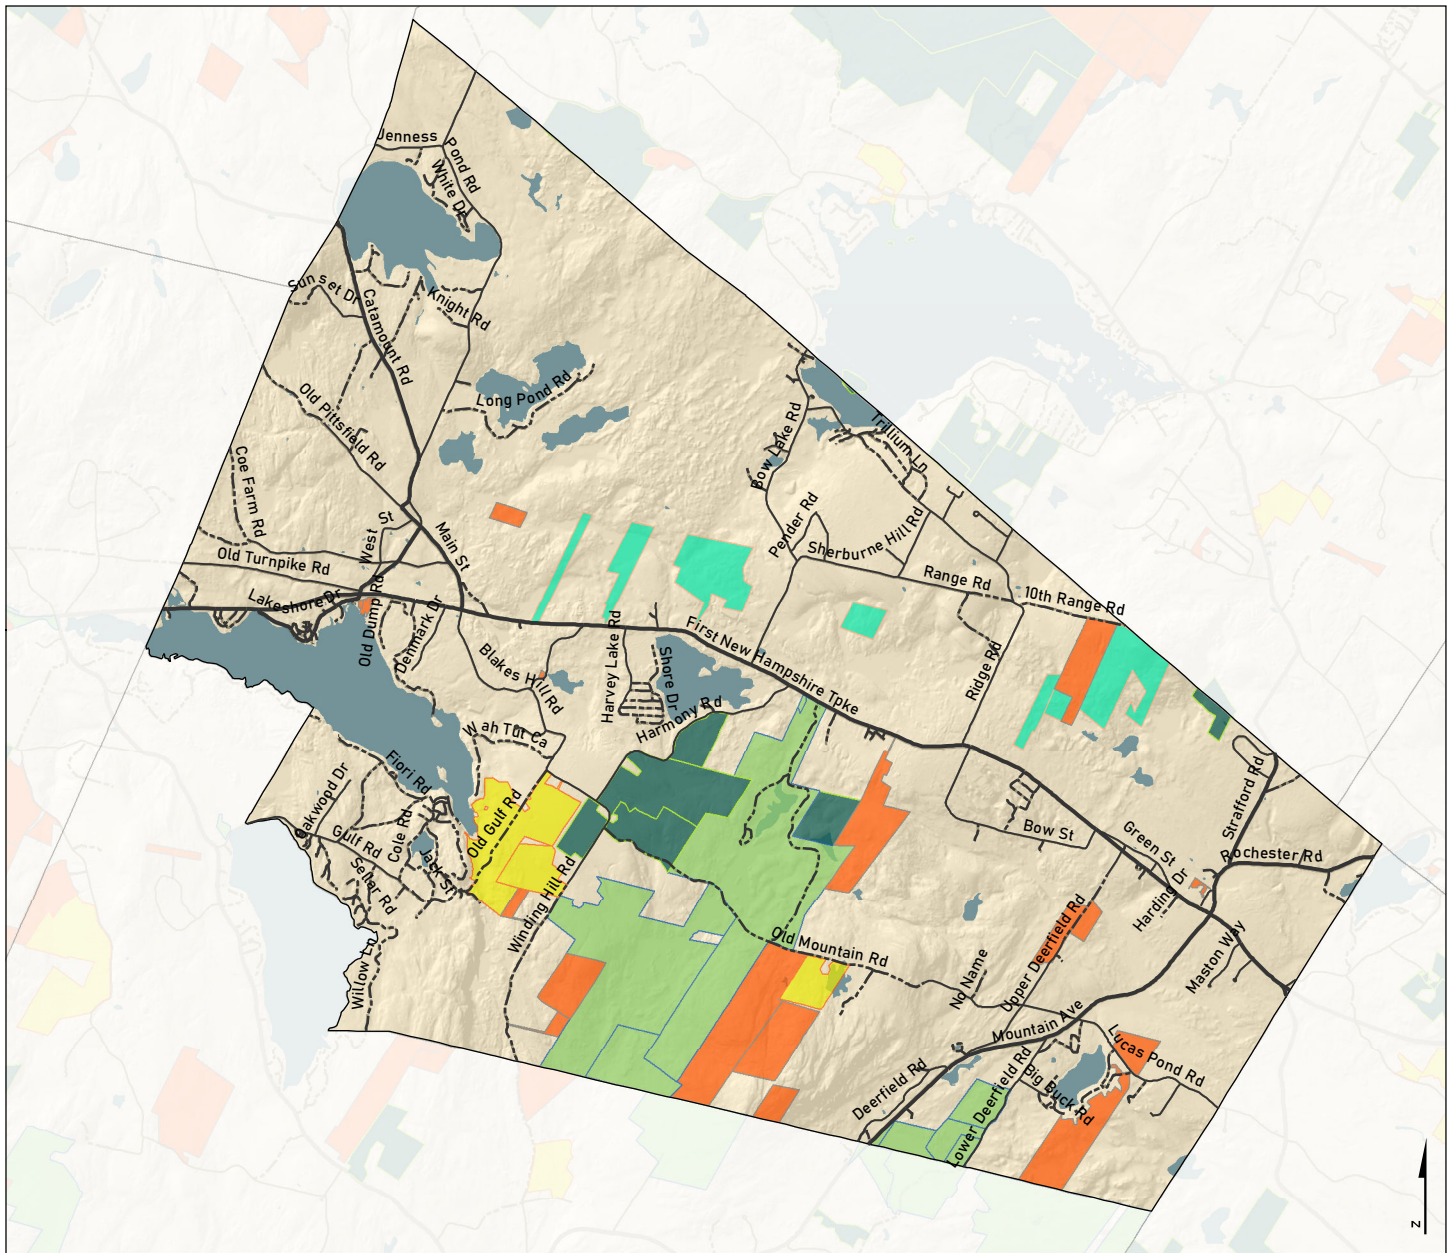 Jenness
Pond Rd
White Dr
Sunset Dr
Knight Rd
Catamount Rd
Long Pond Rd
Old Pittsfield Rd
Bow Lake Rd
Trillium Ln
Coe Farm Rd
West
St
Main St
Pender Rd
Sherburne Hill Rd
Old Turnpike Rd
Range Rd
10th Range Rd
Lakeshore Dr
Old Dump Rd
Denmark Dr
First New Hampshire Tpke
Harvey Lake Rd
Shore Dr
Blakes Hill Rd
Ridge Rd
Harmony Rd
Wah Tut Ca
Fiori Rd
Oakwood Dr
Old Gulf Rd
Strafford Rd
Gulf Rd
Cole Rd
Jack St
Bow St
Green St
Rochester Rd
Seller Rd
Winding Hill Rd
Harding Dr
Old Mountain Rd
Upper Deerfield Rd
Maston Way
Willow Ln
No Name
Mountain Ave
Lucas Pond Rd
Deerfield Rd
Big Buck Rd
Lower Deerfield Rd
N